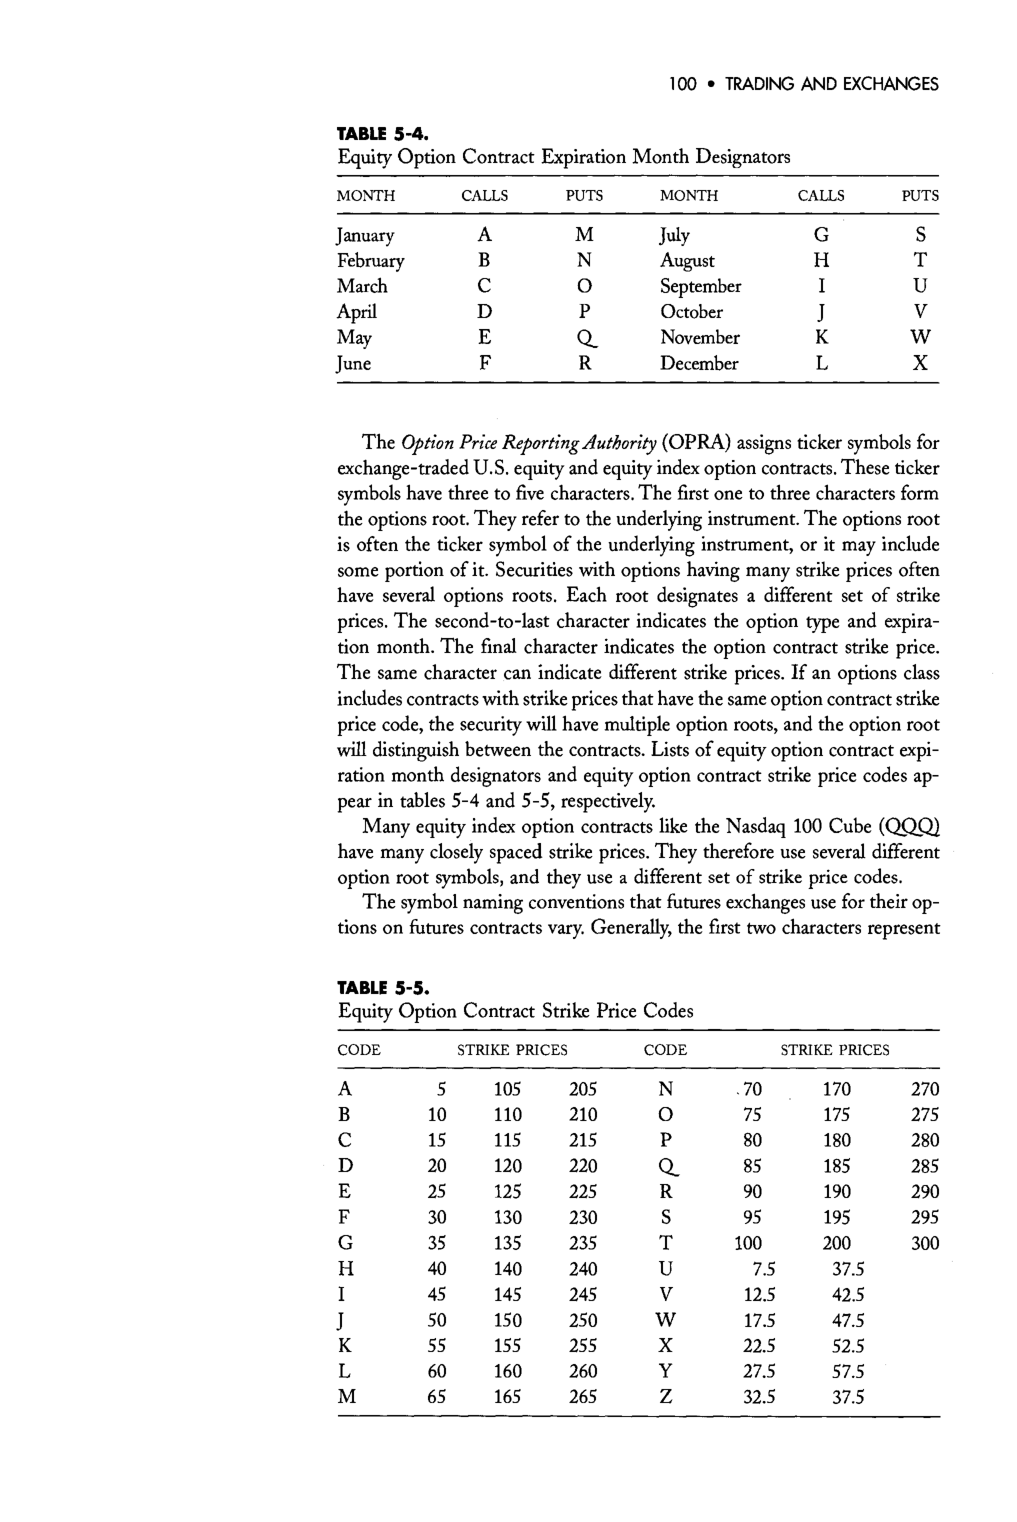 100 • TRADING AND EXCHANGES
TABLE 5-4.
Equity Option Contract Expiration Month Designators
MONTH CALLS PUTS MONTH CALLS PUTS
January A M July G S
February B N August H T
March C O September I U
April D P October J V
May E Q November K W
June F R December L X
The Option Price Reporting Authority (OPRA) assigns ticker symbols for
exchange-traded U.S. equity and equity index option contracts. These ticker
symbols have three to five characters. The first one to three characters form
the options root. They refer to the underlying instrument. The options root
is often the ticker symbol of the underlying instrument, or it may include
some portion of it. Securities with options having many strike prices often
have several options roots. Each root designates a different set of strike
prices. The second-to-last character indicates the option type and expira-
tion month. The final character indicates the option contract strike price.
The same character can indicate different strike prices. If an options class
includes contracts with strike prices that have the same option contract strike
price code, the security will have multiple option roots, and the option root
will distinguish between the contracts. Lists of equity option contract expi-
ration month designators and equity option contract strike price codes ap-
pear in tables 5-4 and 5-5, respectively.
Many equity index option contracts like the Nasdaq 100 Cube (QQQ)
have many closely spaced strike prices. They therefore use several different
option root symbols, and they use a different set of strike price codes.
The symbol naming conventions that futures exchanges use for their op-
tions on futures contracts vary. Generally, the first two characters represent
TABLE 5-5.
Equity Option Contract Strike Price Codes
CODE STRIKE PRICES CODE STRIKE PRICES
A 5 105 205 N 70 170 270
B 10 110 210 O 75 175 275
C 15 115 215 P 80 180 280
D 20 120 220 Q 85 185 285
E 25 125 225 R 90 190 290
F 30 130 230 S 95 195 295
G 35 135 235 T 100 200 300
H 40 140 240 U 7.5 37.5
I 45 145 245 V 12.5 42.5
J 50 150 250 W 17.5 47.5
K 55 155 255 X 22.5 52.5
L 60 160 260 Y 27.5 57.5
M 65 165 265 Z 32.5 37.5